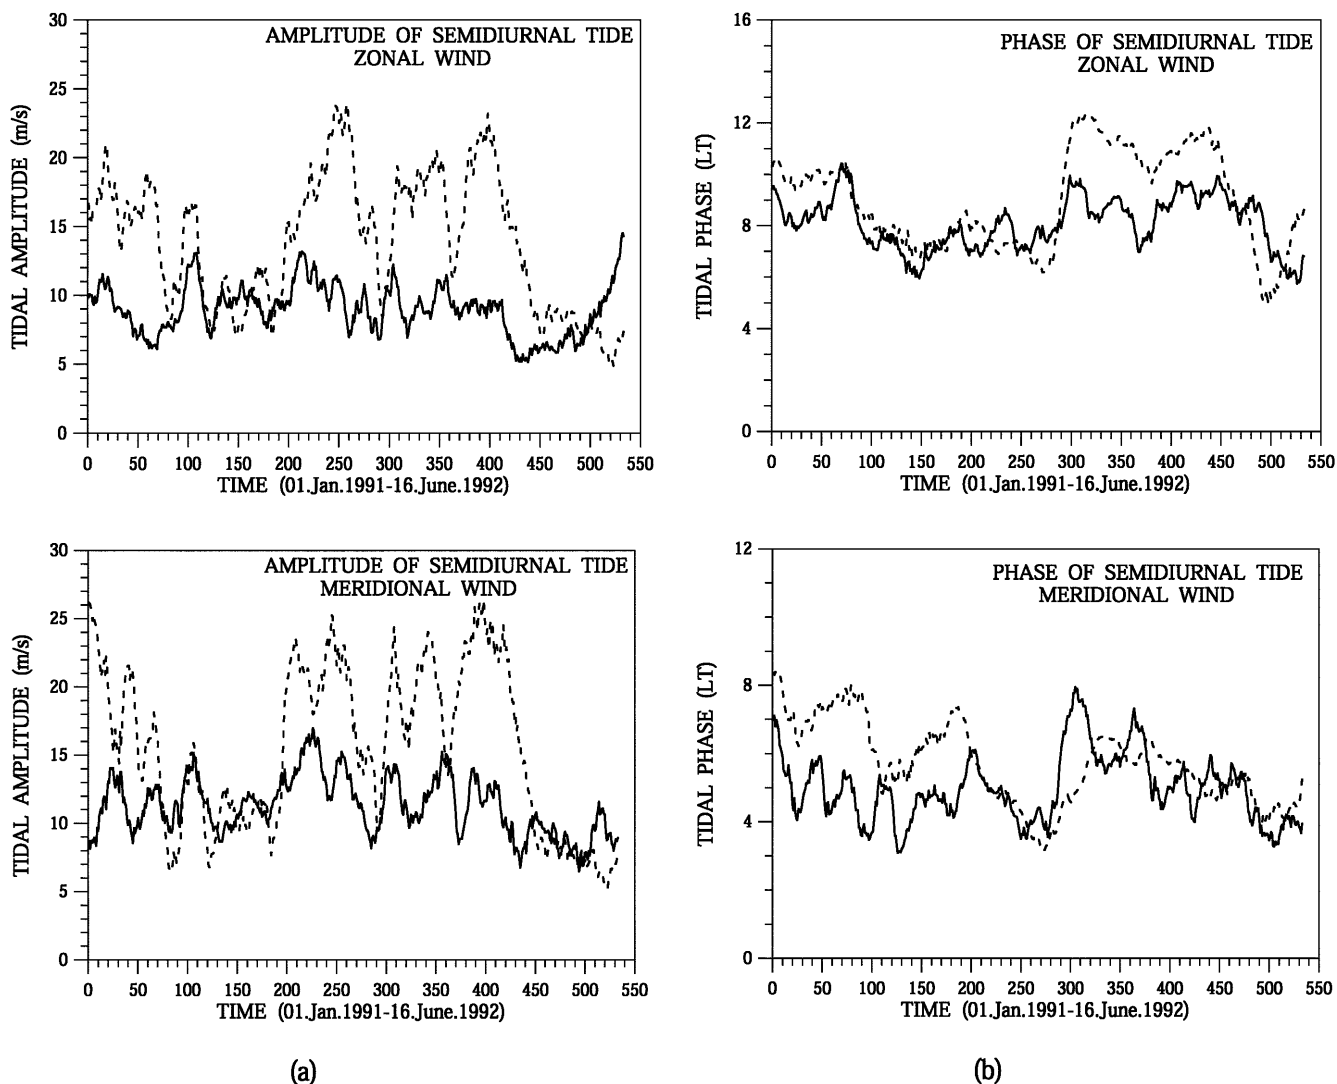 AMPLITUDE OF SEMIDIURNAL TIDE
ZONAL WIND
TIDAL AMPLITUDE (m/s)
30
25
20
15
10
5
0
0 50 100 150 200 250 300 350 400 450 500 550
TIME (01.Jan.1991-16.June.1992)
PHASE OF SEMIDIURNAL TIDE
ZONAL WIND
TIDAL PHASE (LT)
16
12
8
4
0
0 50 100 150 200 250 300 350 400 450 500 550
TIME (01.Jan.1991-16.June.1992)
AMPLITUDE OF SEMIDIURNAL TIDE
MERIDIONAL WIND
TIDAL AMPLITUDE (m/s)
30
25
20
15
10
5
0
0 50 100 150 200 250 300 350 400 450 500 550
TIME (01.Jan.1991-16.June.1992)
PHASE OF SEMIDIURNAL TIDE
MERIDIONAL WIND
TIDAL PHASE (LT)
12
8
4
0
0 50 100 150 200 250 300 350 400 450 500 550
TIME (01.Jan.1991-16.June.1992)
(a)
(b)